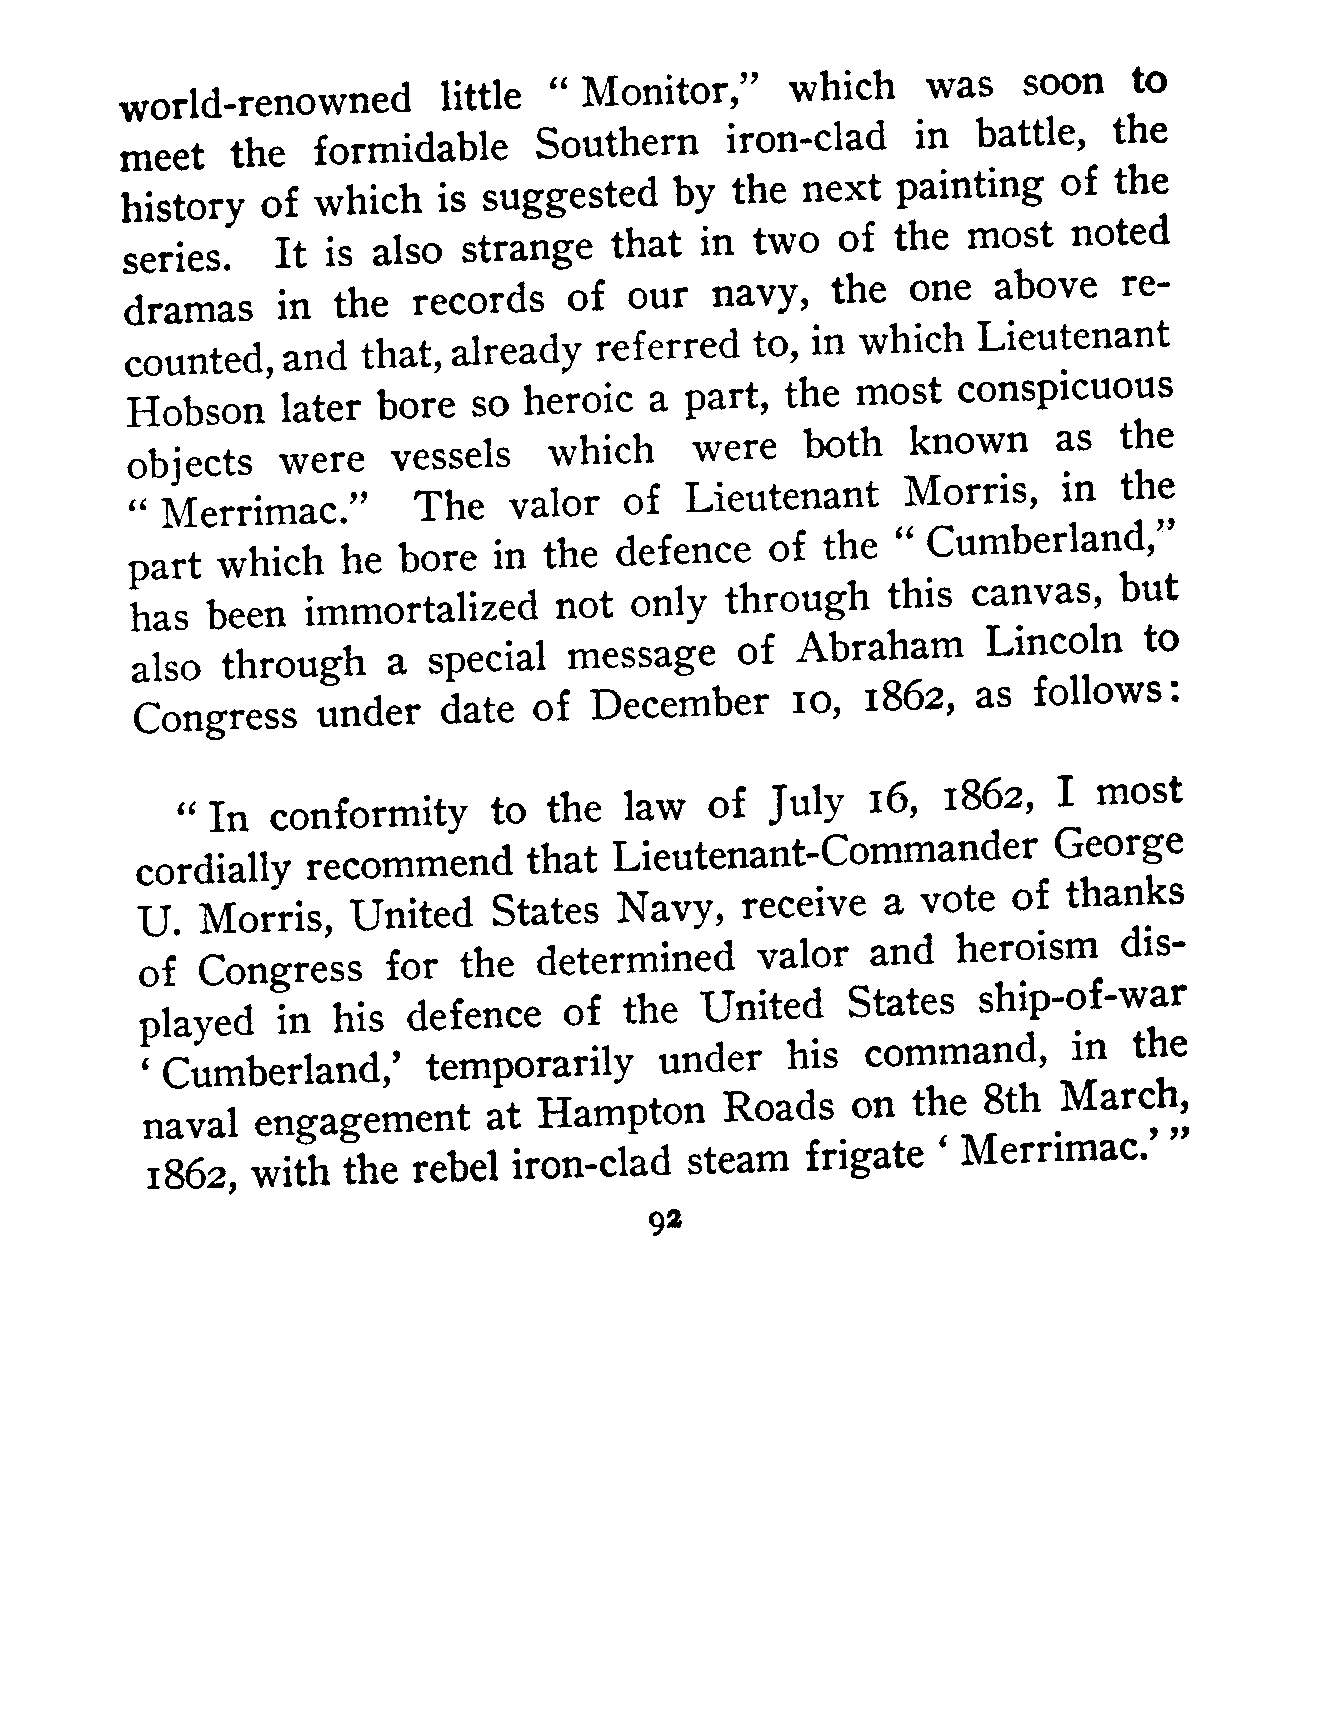 world-renowned little “ Monitor,” which was soon to
meet the formidable Southern iron-clad in battle, the
history of which is suggested by the next painting of the
series. It is also strange that in two of the most noted
dramas in the records of our navy, the one above re-
counted, and that, already referred to, in which Lieutenant
Hobson later bore so heroic a part, the most conspicuous
objects were vessels which were both known as the
“ Merrimac.” The valor of Lieutenant Morris, in the
part which he bore in the defence of the “ Cumberland,”
has been immortalized not only through this canvas, but
also through a special message of Abraham Lincoln to
Congress under date of December 10, 1862, as follows:
“ In conformity to the law of July 16, 1862, I most
cordially recommend that Lieutenant-Commander George
U. Morris, United States Navy, receive a vote of thanks
of Congress for the determined valor and heroism dis-
played in his defence of the United States ship-of-war
‘ Cumberland,’ temporarily under his command, in the
naval engagement at Hampton Roads on the 8th March,
1862, with the rebel iron-clad steam frigate ‘ Merrimac.’ ”
92